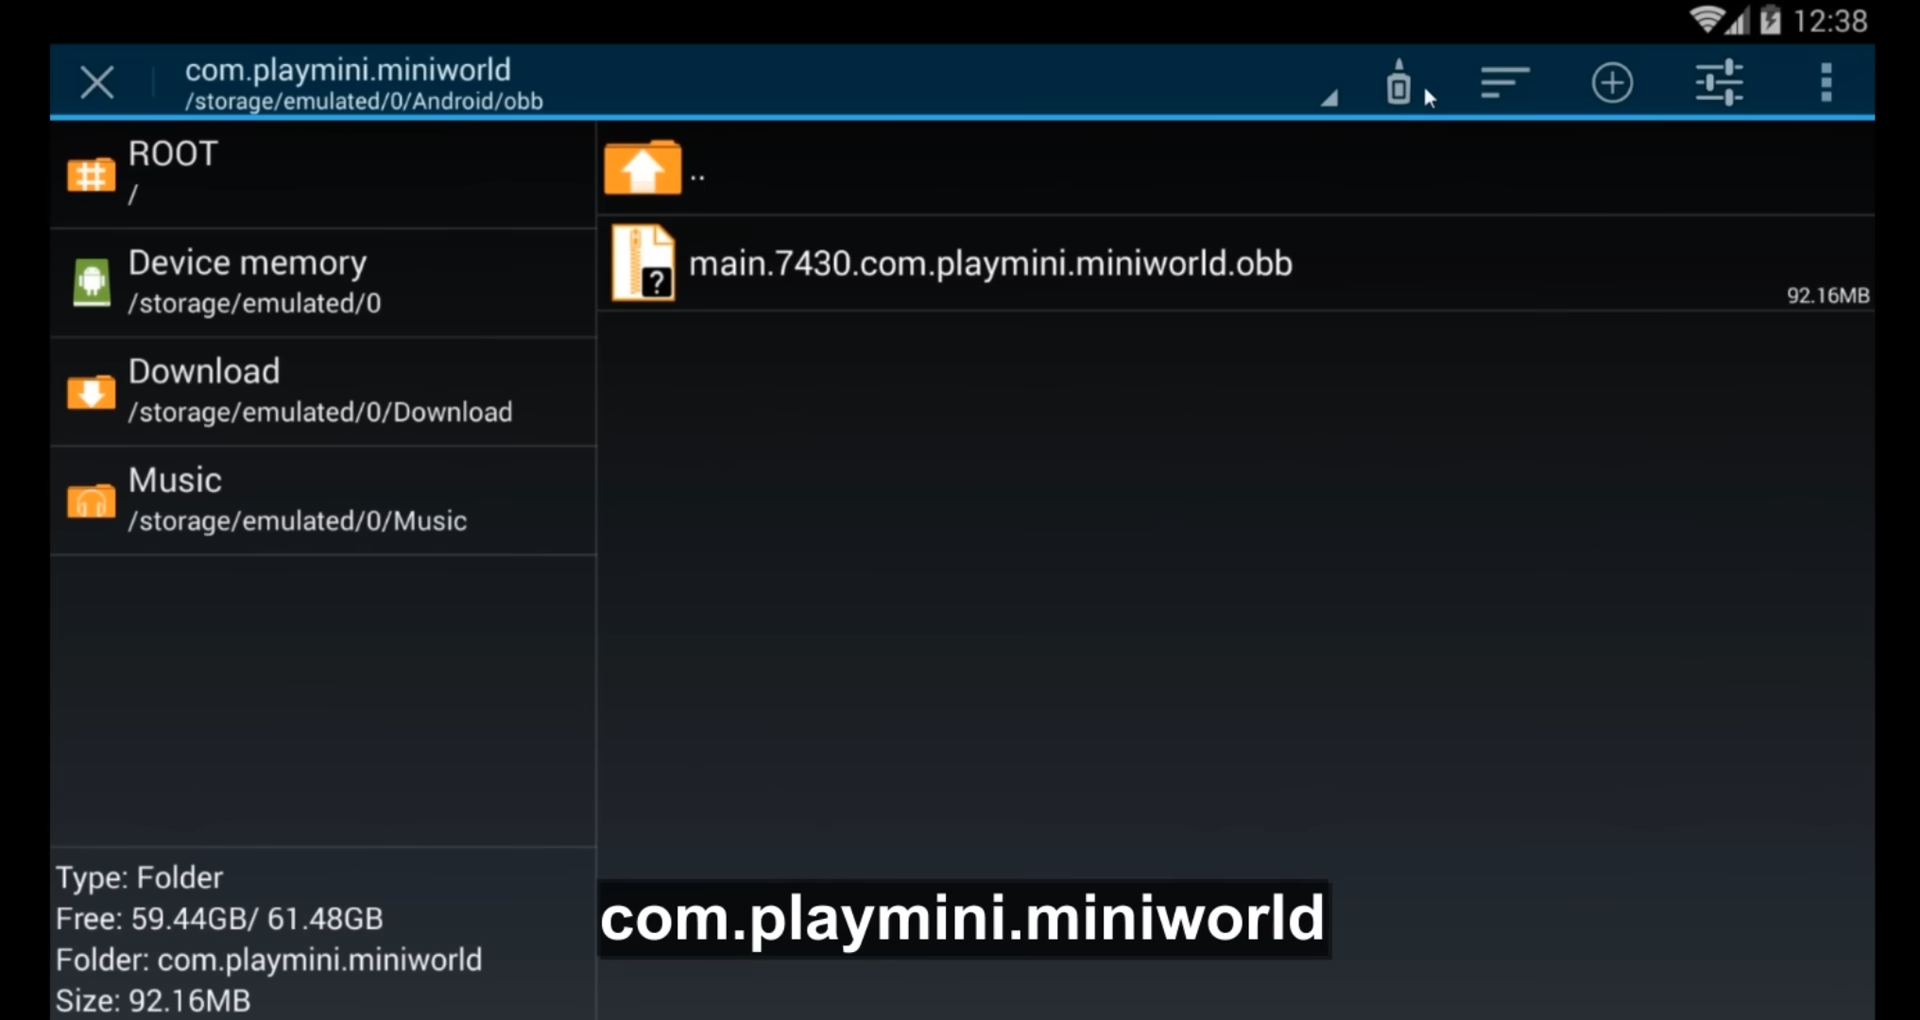 12:38
com.playmini.miniworld
/storage/emulated/0/Android/obb
ROOT
/
Device memory
/storage/emulated/0
Download
/storage/emulated/0/Download
Music
/storage/emulated/0/Music
..
main.7430.com.playmini.miniworld.obb
92.16MB
Type: Folder
Free: 59.44GB/ 61.48GB
Folder: com.playmini.miniworld
Size: 92.16MB
com.playmini.miniworld